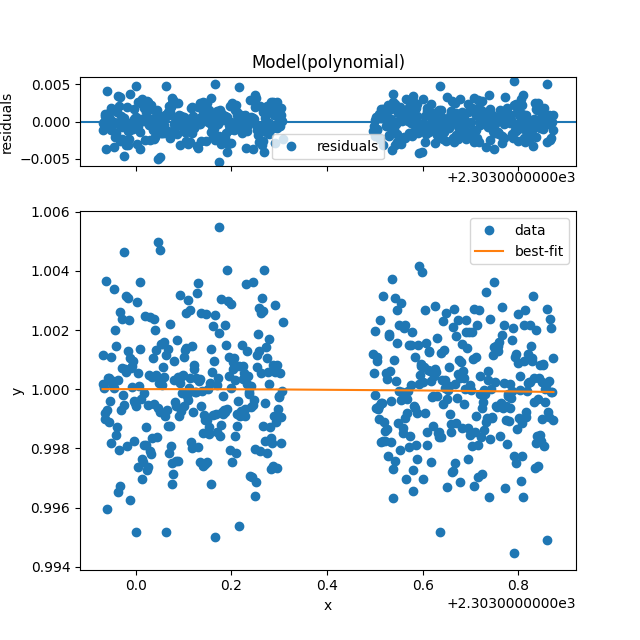 Model(polynomial)
residuals
0.005
0.000
−0.005
residuals
+2.3030000000e3
1.006
1.004
1.002
1.000
0.998
0.996
0.994
y
data
best-fit
0.0
0.2
0.4
0.6
0.8
x
+2.3030000000e3